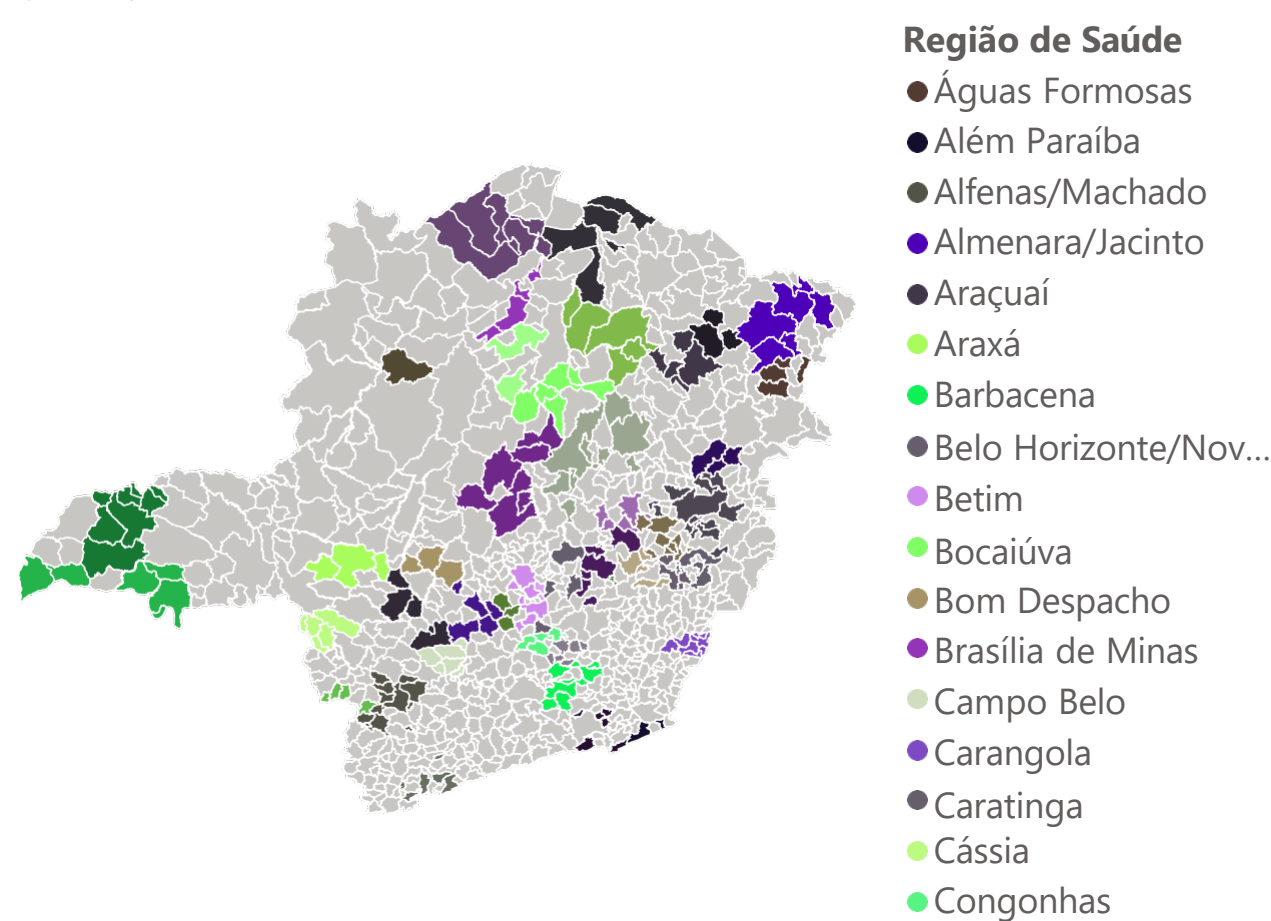 Região de Saúde
Águas Formosas
Além Paraíba
Alfenas/Machado
Almenara/Jacinto
Araçuaí
Araxá
Barbacena
Belo Horizonte/Nov...
Betim
Bocaiúva
Bom Despacho
Brasília de Minas
Campo Belo
Carangola
Caratinga
Cássia
Congonhas